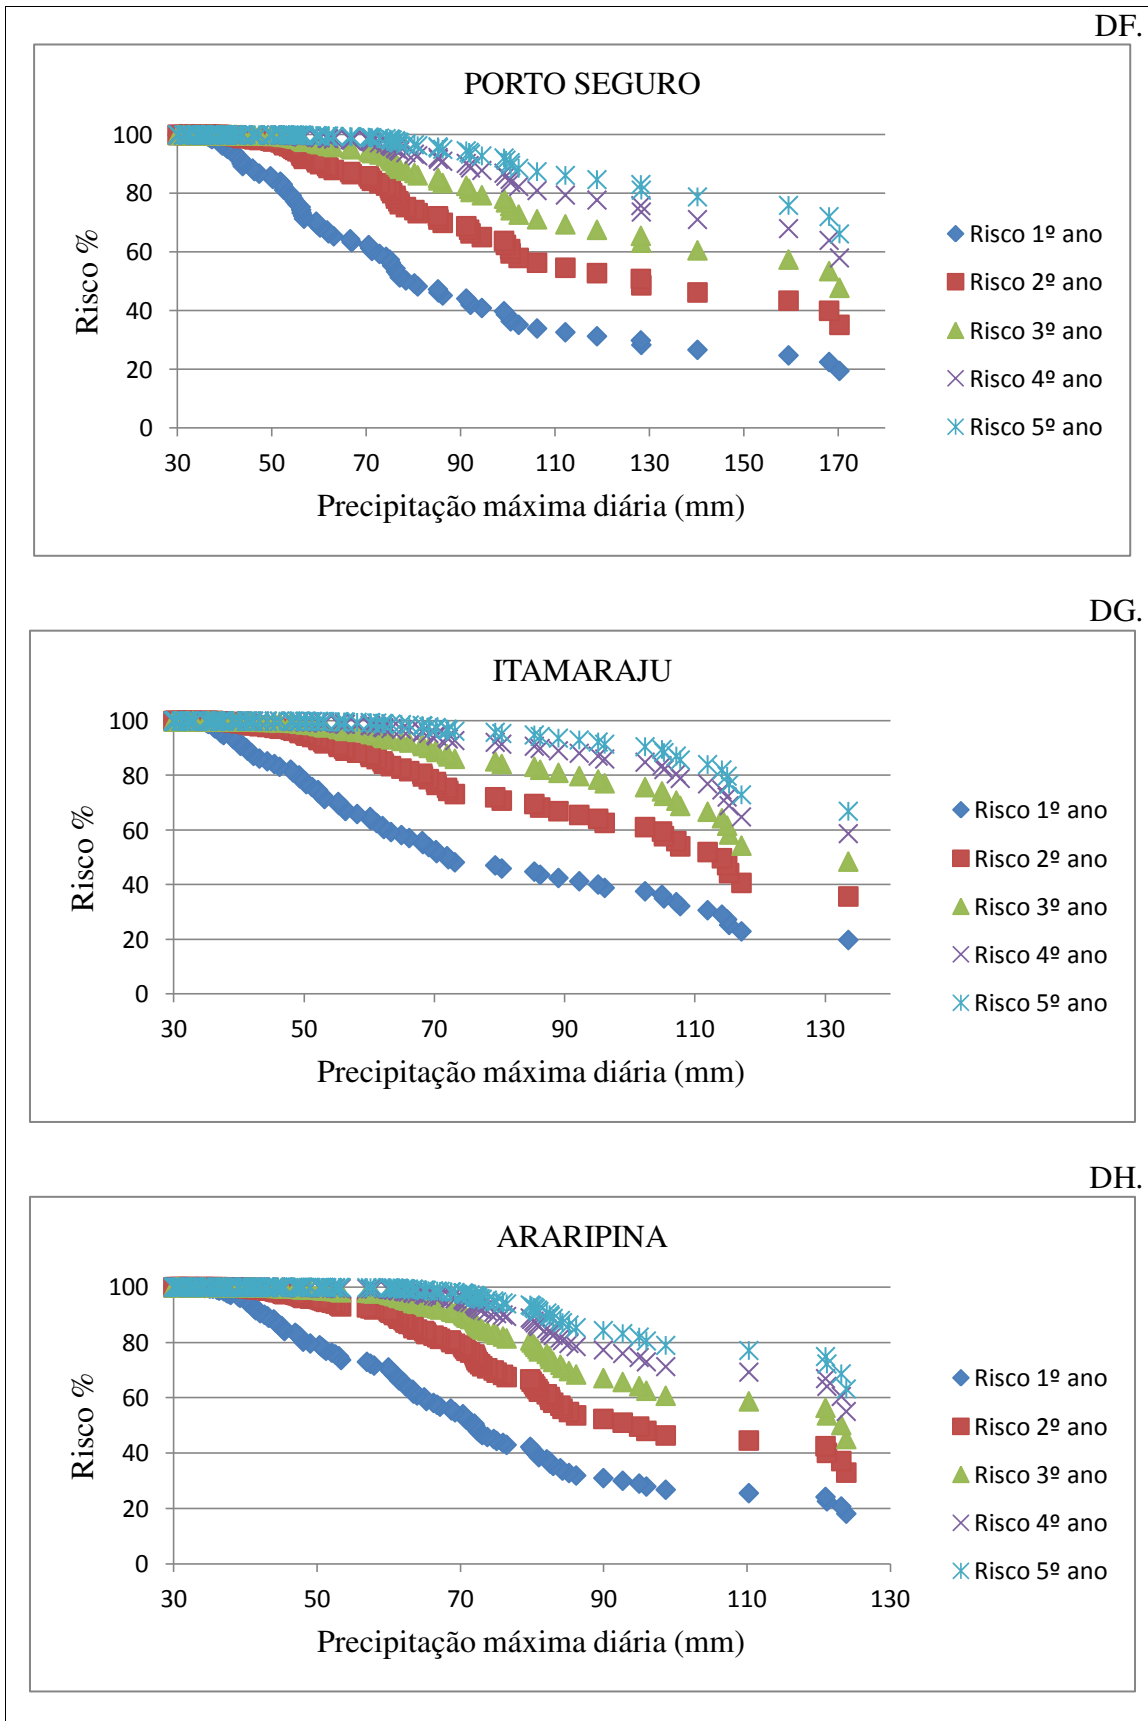 DF.
PORTO SEGURO
Risco %
100
80
60
40
20
0
30 50 70 90 110 130 150 170
Precipitação máxima diária (mm)
Risco 1º ano
Risco 2º ano
Risco 3º ano
Risco 4º ano
Risco 5º ano
DG.
ITAMARAJU
Risco %
100
80
60
40
20
0
30 50 70 90 110 130
Precipitação máxima diária (mm)
Risco 1º ano
Risco 2º ano
Risco 3º ano
Risco 4º ano
Risco 5º ano
DH.
ARARIPINA
Risco %
100
80
60
40
20
0
30 50 70 90 110 130
Precipitação máxima diária (mm)
Risco 1º ano
Risco 2º ano
Risco 3º ano
Risco 4º ano
Risco 5º ano